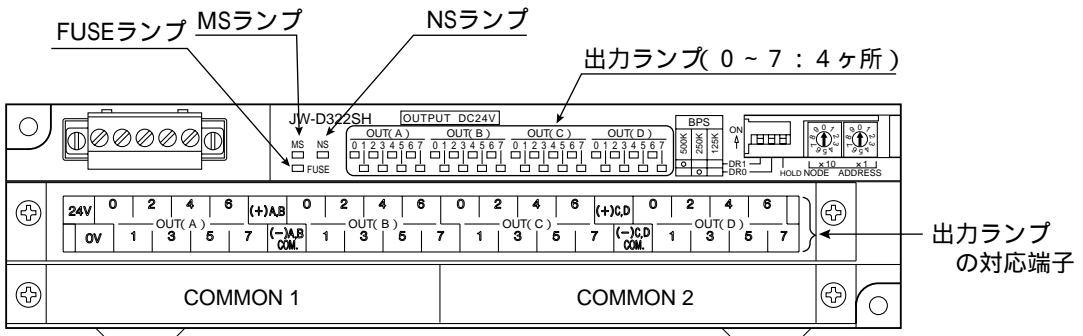 FUSEランプ
MSランプ
NSランプ
出力ランプ( 0 ~ 7 : 4ヶ所 )
JW-D322SH
OUTPUT DC24V
MS NS
FUSE
OUT(A) OUT(B) OUT(C) OUT(D)
0 1 2 3 4 5 6 7 0 1 2 3 4 5 6 7 0 1 2 3 4 5 6 7 0 1 2 3 4 5 6 7
BPS
500K 250K 125K
DR1
DR0
ON
HOLD NODE ADDRESS
×10 ×1
24V 0 2 4 6 (+)A,B 0 2 4 6 0 2 4 6 (+)C,D 0 2 4 6
OUT(A) OUT(B) OUT(C) OUT(D)
0V 1 3 5 7 (−)A,B COM. 1 3 5 7 1 3 5 7 (−)C,D COM. 1 3 5 7
出力ランプ
の対応端子
COMMON 1 COMMON 2